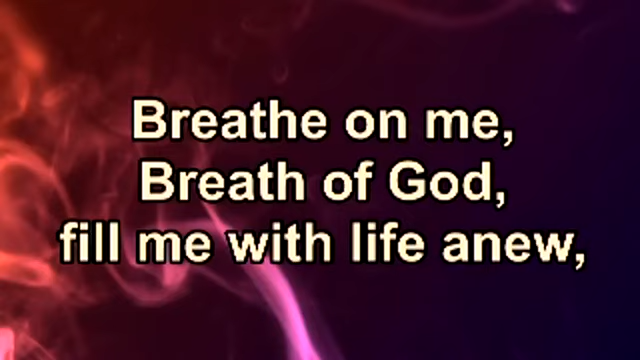 Breathe on me,
Breath of God,
fill me with life anew,